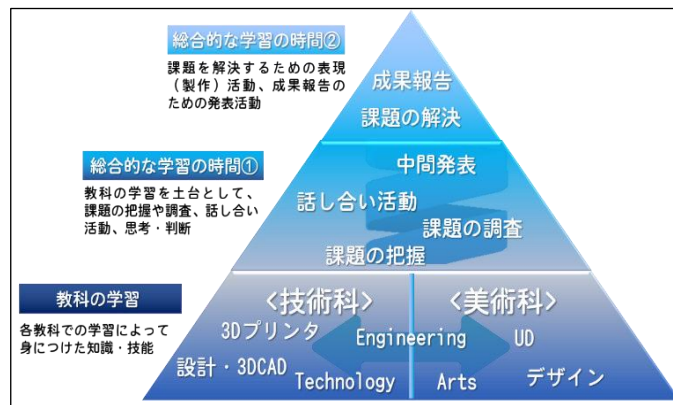 総合的な学習の時間②
課題を解決するための表現
（製作）活動、成果報告の
ための発表活動
成果報告
課題の解決
総合的な学習の時間①
教科の学習を土台として、
課題の把握や調査、話し合い
活動、思考・判断
中間発表
話し合い活動
課題の調査
課題の把握
教科の学習
各教科での学習によって
身につけた知識・技能
<技術科>
3Dプリンタ
Engineering
設計・3DCAD
Technology
<美術科>
UD
Arts
デザイン